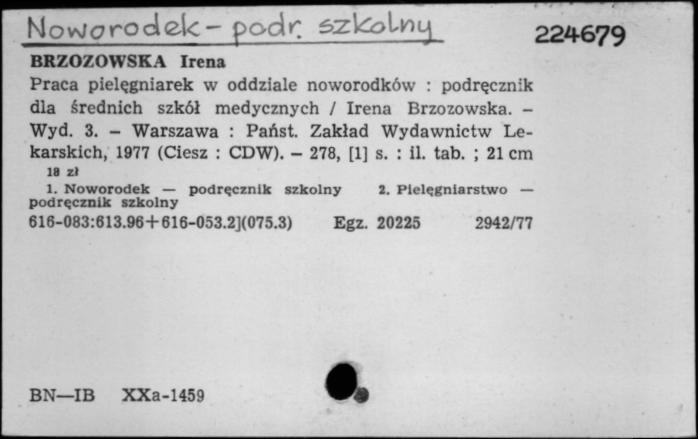 Noworodek - podr. szkolny
224679
BRZOZOWSKA Irena
Praca pielęgniarek w oddziale noworodków : podręcznik
dla średnich szkół medycznych / Irena Brzozowska. –
Wyd. 3. – Warszawa : Państ. Zakład Wydawnictw Le-
karskich, 1977 (Ciesz : CDW). – 278, [1] s. : il. tab. ; 21 cm
18 zł
1. Noworodek — podręcznik szkolny 2. Pielęgniarstwo —
podręcznik szkolny
616-083:613.96+616-053.2](075.3) Egz. 20225 2942/77
BN—IB XXa-1459